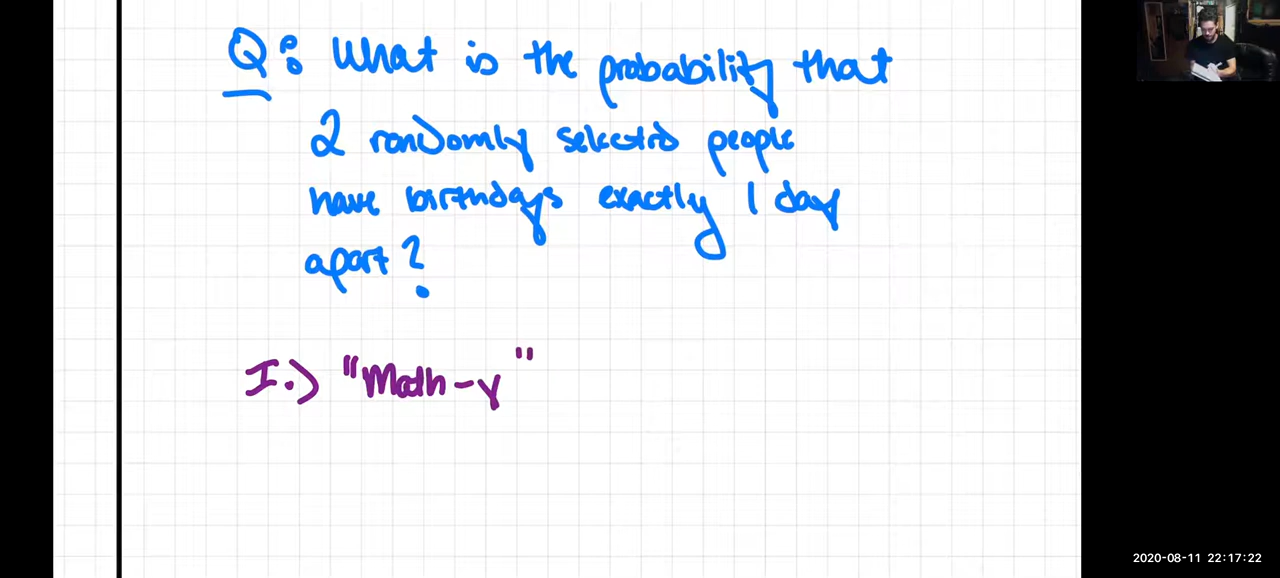 Q: What is the probability that
2 randomly selected people
have birthdays exactly 1 day
apart?
I.) "Math-y"
2020-08-11 22:17:22